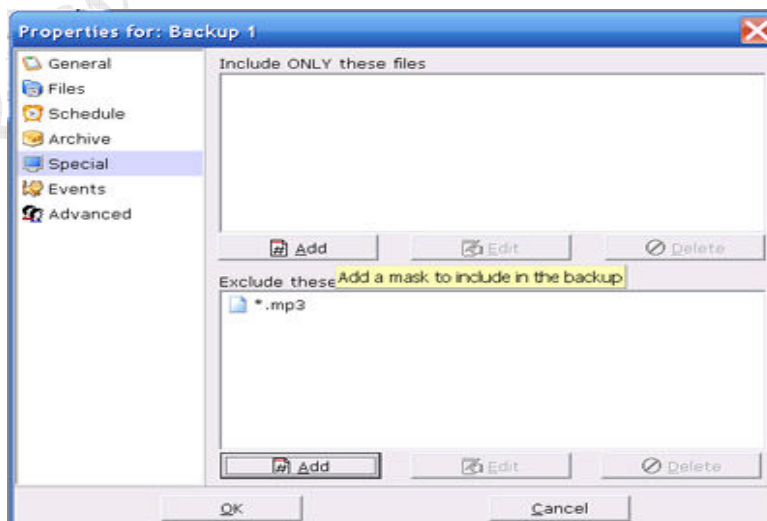 Properties for: Backup 1
General
Files
Schedule
Archive
Special
Events
Advanced
Include ONLY these files
Add
Edit
Delete
Add a mask to include in the backup
Exclude these
*.mp3
Add
Edit
Delete
OK
Cancel